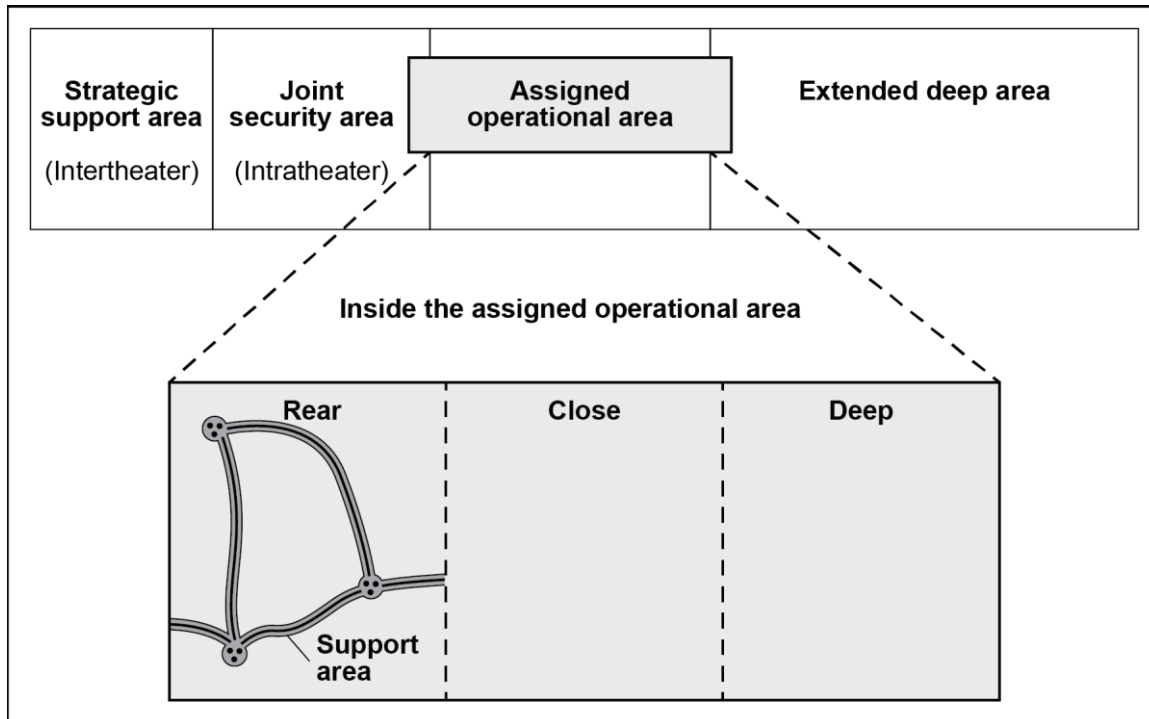 Strategic
support area
(Intertheater)
Joint
security area
(Intratheater)
Assigned
operational area
Extended deep area
Inside the assigned operational area
Rear
Close
Deep
Support
area